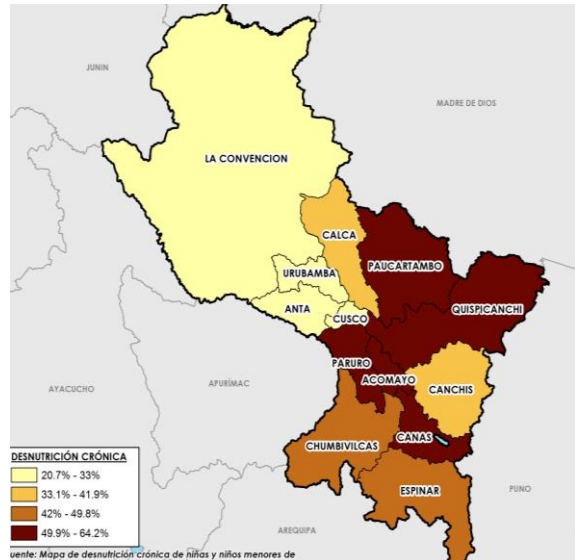 JUNIN
MADRE DE DIOS
LA CONVENCION
CALCA
PAUCARTAMBO
URUBAMBA
QUISPICANCHI
ANTA
CUSCO
PARURO
ACOMAYO
CANCHIS
AYACUCHO
APURÍMAC
CHUMBIVILCAS
CANAS
ESPINAR
PUNO
AREQUIPA
DESNUTRICIÓN CRÓNICA
20.7% - 33%
33.1% - 41.9%
42% - 49.8%
49.9% - 64.2%
uente: Mapa de desnutrición crónica de niñas y niños menores de